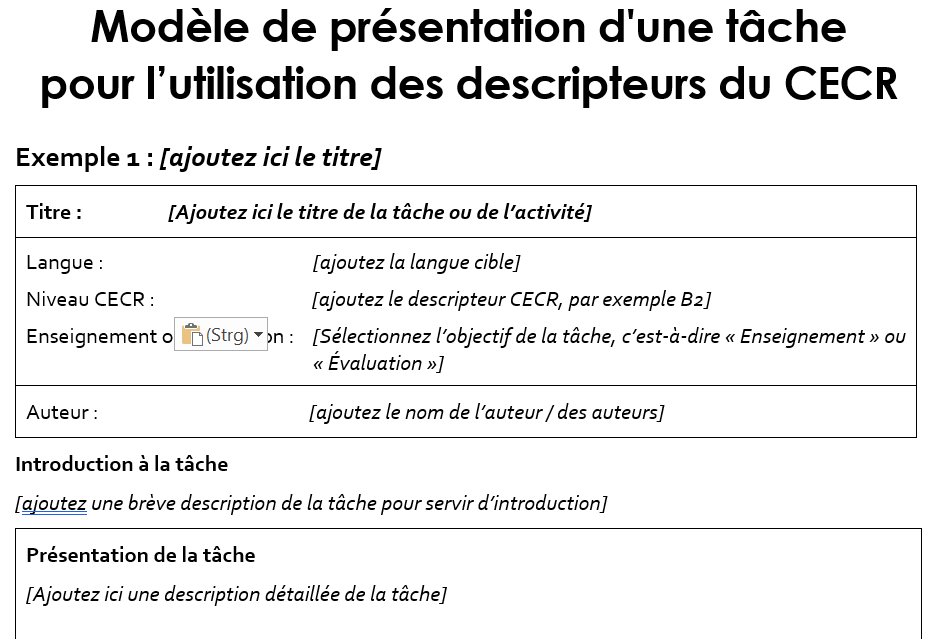 Modèle de présentation d'une tâche
pour l’utilisation des descripteurs du CECR
Exemple 1 : [ajoutez ici le titre]
Titre : [Ajoutez ici le titre de la tâche ou de l’activité]
Langue : [ajoutez la langue cible]
Niveau CECR : [ajoutez le descripteur CECR, par exemple B2]
Enseignement o (Strg) on : [Sélectionnez l’objectif de la tâche, c’est-à-dire « Enseignement » ou
« Évaluation »]
Auteur : [ajoutez le nom de l’auteur / des auteurs]
Introduction à la tâche
[ajoutez une brève description de la tâche pour servir d’introduction]
Présentation de la tâche
[Ajoutez ici une description détaillée de la tâche]